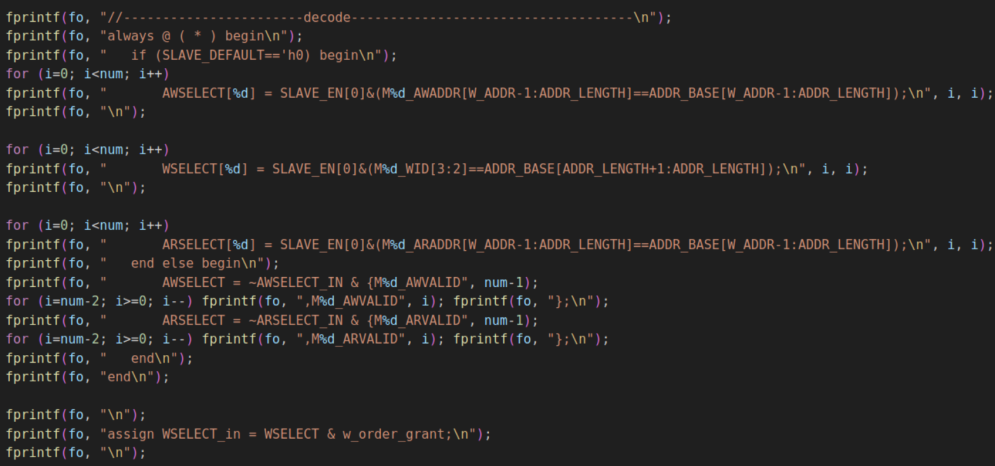 fprintf(fo, "//-----------------------decode------------------------------------\n");
fprintf(fo, "always @ ( * ) begin\n");
fprintf(fo, "   if (SLAVE_DEFAULT=='h0) begin\n");
for (i=0; i<num; i++)
fprintf(fo, "       AWSELECT[%d] = SLAVE_EN[0]&(M%d_AWADDR[W_ADDR-1:ADDR_LENGTH]==ADDR_BASE[W_ADDR-1:ADDR_LENGTH]);\n", i, i);
fprintf(fo, "\n");

for (i=0; i<num; i++)
fprintf(fo, "       WSELECT[%d] = SLAVE_EN[0]&(M%d_WID[3:2]==ADDR_BASE[ADDR_LENGTH+1:ADDR_LENGTH]);\n", i, i);
fprintf(fo, "\n");

for (i=0; i<num; i++)
fprintf(fo, "       ARSELECT[%d] = SLAVE_EN[0]&(M%d_ARADDR[W_ADDR-1:ADDR_LENGTH]==ADDR_BASE[W_ADDR-1:ADDR_LENGTH]);\n", i, i);
fprintf(fo, "   end else begin\n");
fprintf(fo, "       AWSELECT = ~AWSELECT_IN & {M%d_AWVALID", num-1);
for (i=num-2; i>=0; i--) fprintf(fo, ",M%d_AWVALID", i); fprintf(fo, "};\n");
fprintf(fo, "       ARSELECT = ~ARSELECT_IN & {M%d_ARVALID", num-1);
for (i=num-2; i>=0; i--) fprintf(fo, ",M%d_ARVALID", i); fprintf(fo, "};\n");
fprintf(fo, "   end\n");
fprintf(fo, "end\n");

fprintf(fo, "\n");
fprintf(fo, "assign WSELECT_in = WSELECT & w_order_grant;\n");
fprintf(fo, "\n");